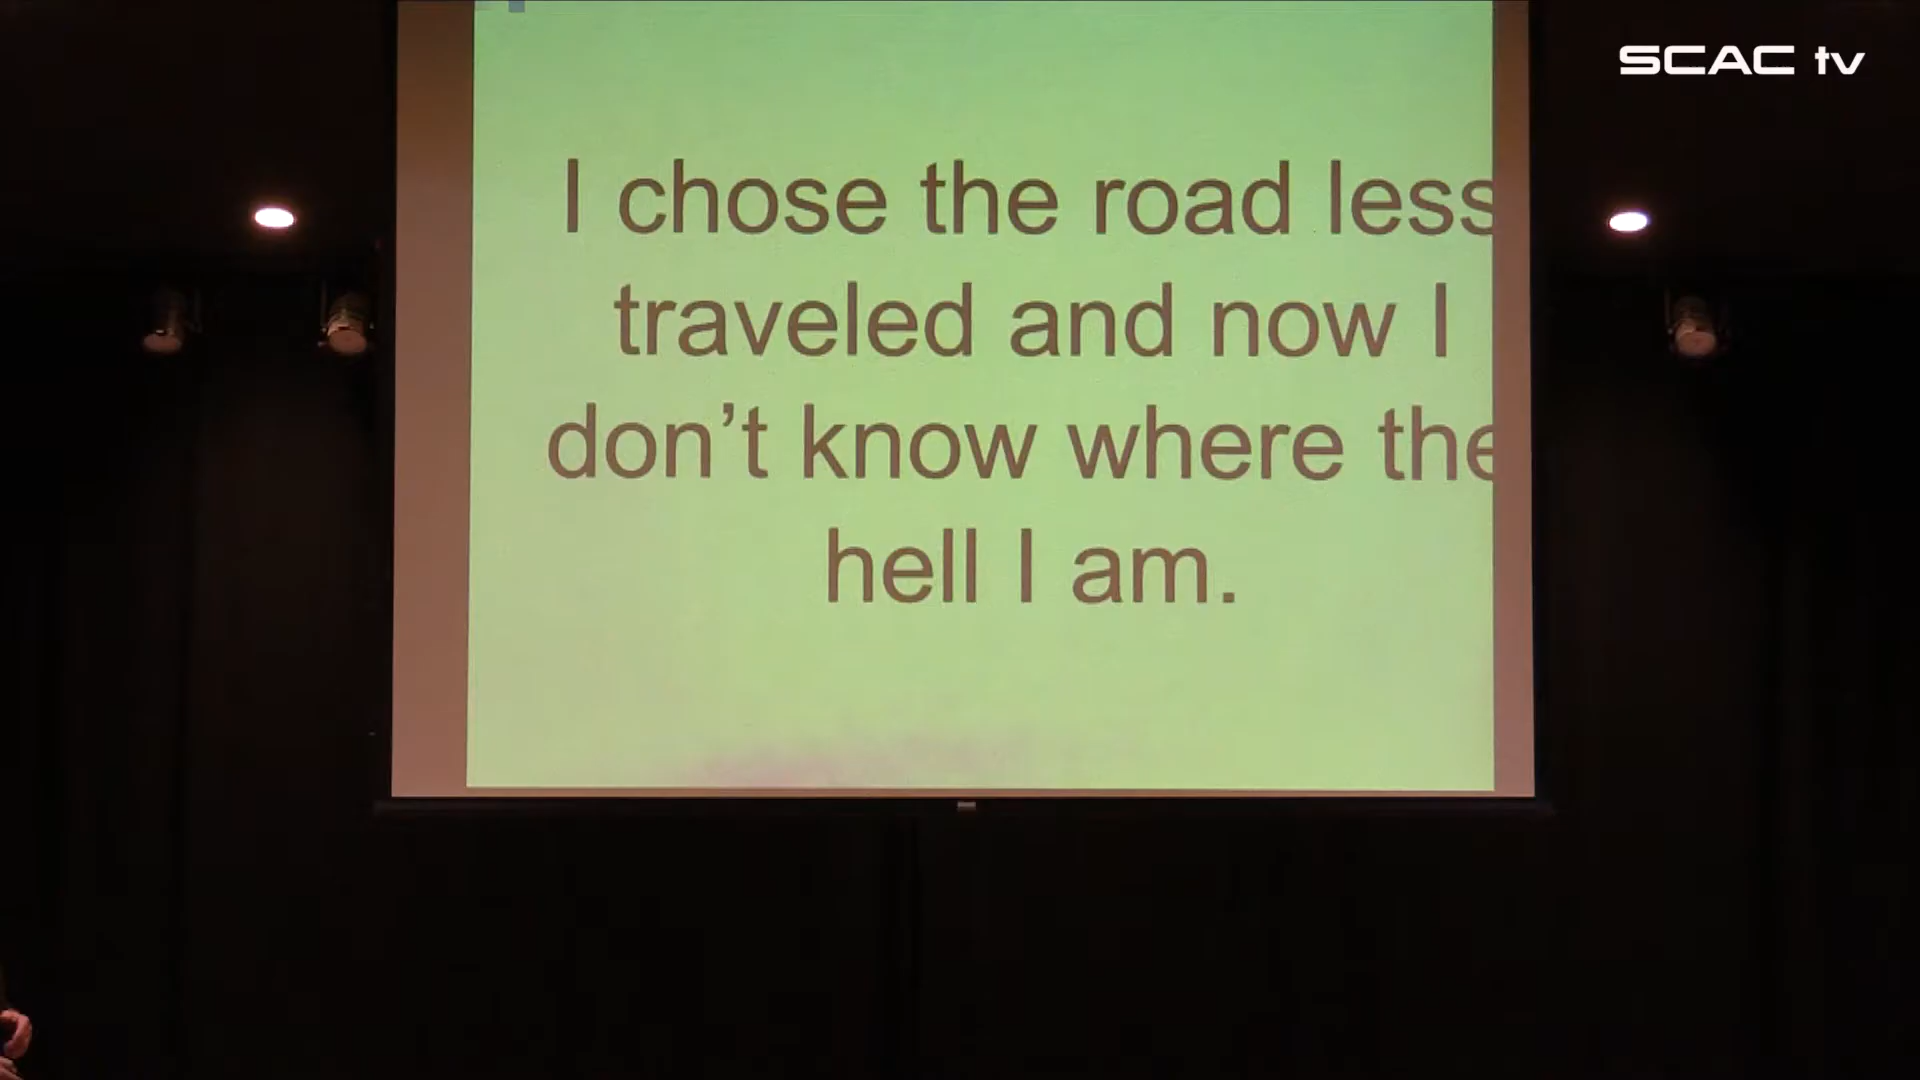 SCAC tv
I chose the road less
traveled and now I
don’t know where the
hell I am.